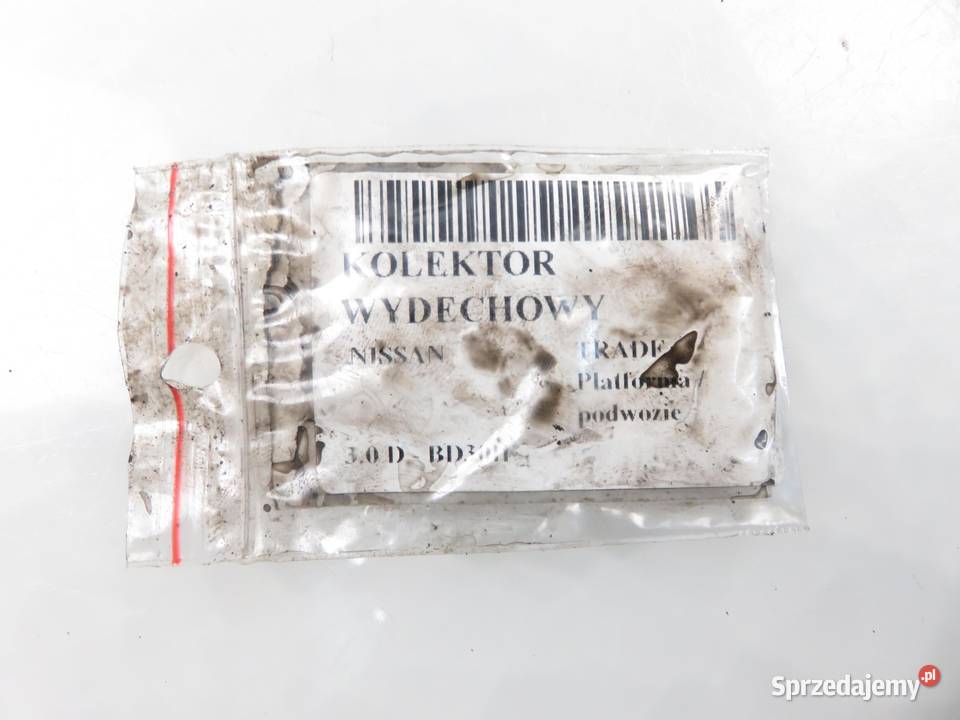 KOLEKTOR
WYDECHOWY
NISSAN TRADE
Platforma /
podwozie
3.0 D -
Sprzedajemy.pl